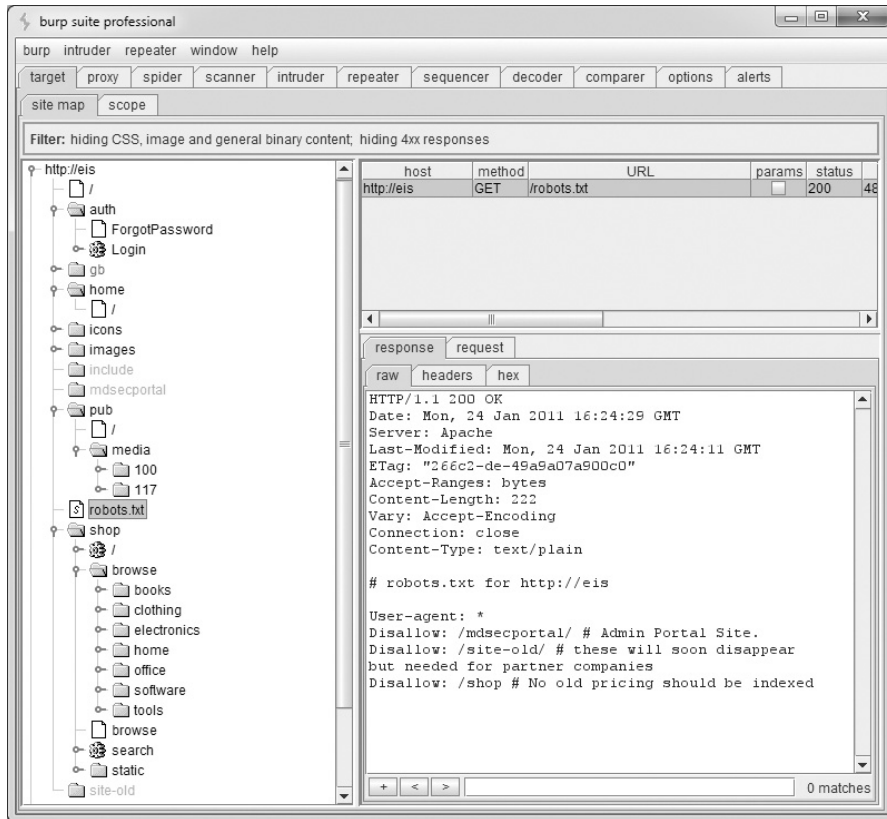 burp suite professional
burp intruder repeater window help
target proxy spider scanner intruder repeater sequencer decoder comparer options alerts
site map scope
Filter: hiding CSS, image and general binary content; hiding 4xx responses
http://eis
/
auth
ForgotPassword
Login
gb
home
/
icons
images
include
mdsecportal
pub
/
media
100
117
robots.txt
shop
/
browse
books
clothing
electronics
home
office
software
tools
browse
search
static
site-old
host method URL params status
http://eis GET /robots.txt 200 48
response request
raw headers hex
HTTP/1.1 200 OK
Date: Mon, 24 Jan 2011 16:24:29 GMT
Server: Apache
Last-Modified: Mon, 24 Jan 2011 16:24:11 GMT
ETag: "266c2-de-49a9a07a900c0"
Accept-Ranges: bytes
Content-Length: 222
Vary: Accept-Encoding
Connection: close
Content-Type: text/plain
# robots.txt for http://eis
User-agent: *
Disallow: /mdsecportal/ # Admin Portal Site.
Disallow: /site-old/ # these will soon disappear
but needed for partner companies
Disallow: /shop # No old pricing should be indexed
+ < > 0 matches